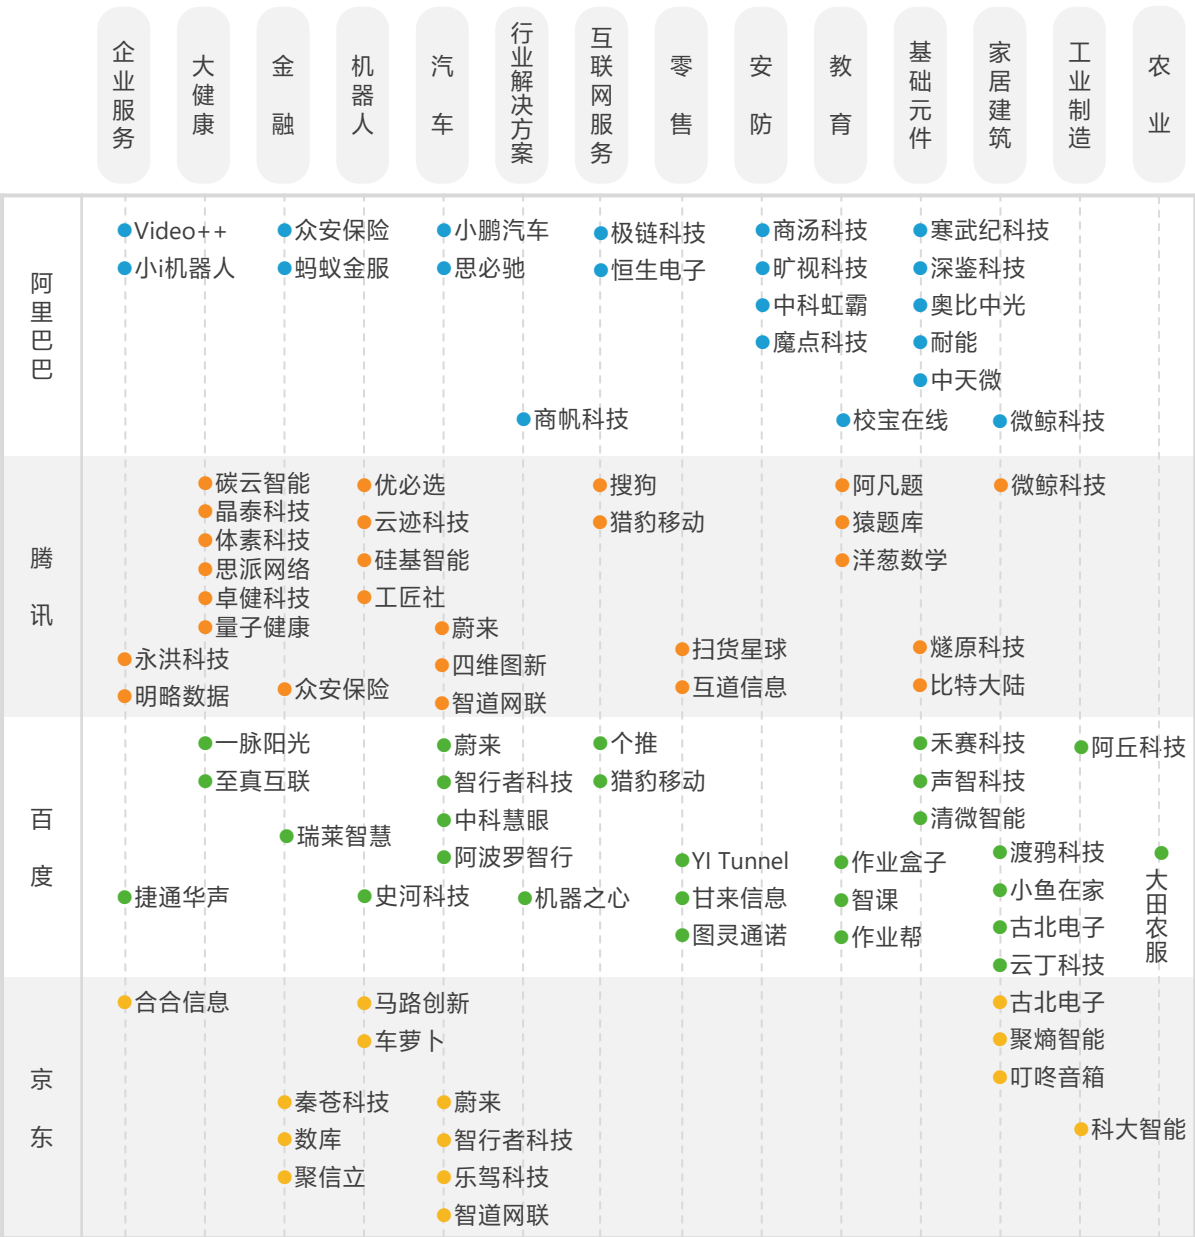 企业服务
大健康
金融
机器人
汽车
行业解决方案
互联网服务
零售
安防
教育
基础元件
家居建筑
工业制造
农业
阿里巴巴
Video++
小i机器人
众安保险
蚂蚁金服
小鹏汽车
思必驰
商帆科技
极链科技
恒生电子
商汤科技
旷视科技
中科虹霸
魔点科技
校宝在线
寒武纪科技
深鉴科技
奥比中光
耐能
中天微
微鲸科技
腾讯
永洪科技
明略数据
碳云智能
晶泰科技
体素科技
思派网络
卓健科技
量子健康
众安保险
优必选
云迹科技
硅基智能
工匠社
蔚来
四维图新
智道网联
搜狗
猎豹移动
扫货星球
互道信息
阿凡题
猿题库
洋葱数学
燧原科技
比特大陆
微鲸科技
百度
捷通华声
一脉阳光
至真互联
瑞莱智慧
史河科技
蔚来
智行者科技
中科慧眼
阿波罗智行
机器之心
个推
猎豹移动
YI Tunnel
甘来信息
图灵通诺
作业盒子
智课
作业帮
禾赛科技
声智科技
清微智能
渡鸦科技
小鱼在家
古北电子
云丁科技
阿丘科技
大田农服
京东
合合信息
秦苍科技
数库
聚信立
马路创新
车萝卜
蔚来
智行者科技
乐驾科技
智道网联
古北电子
聚熵智能
叮咚音箱
科大智能